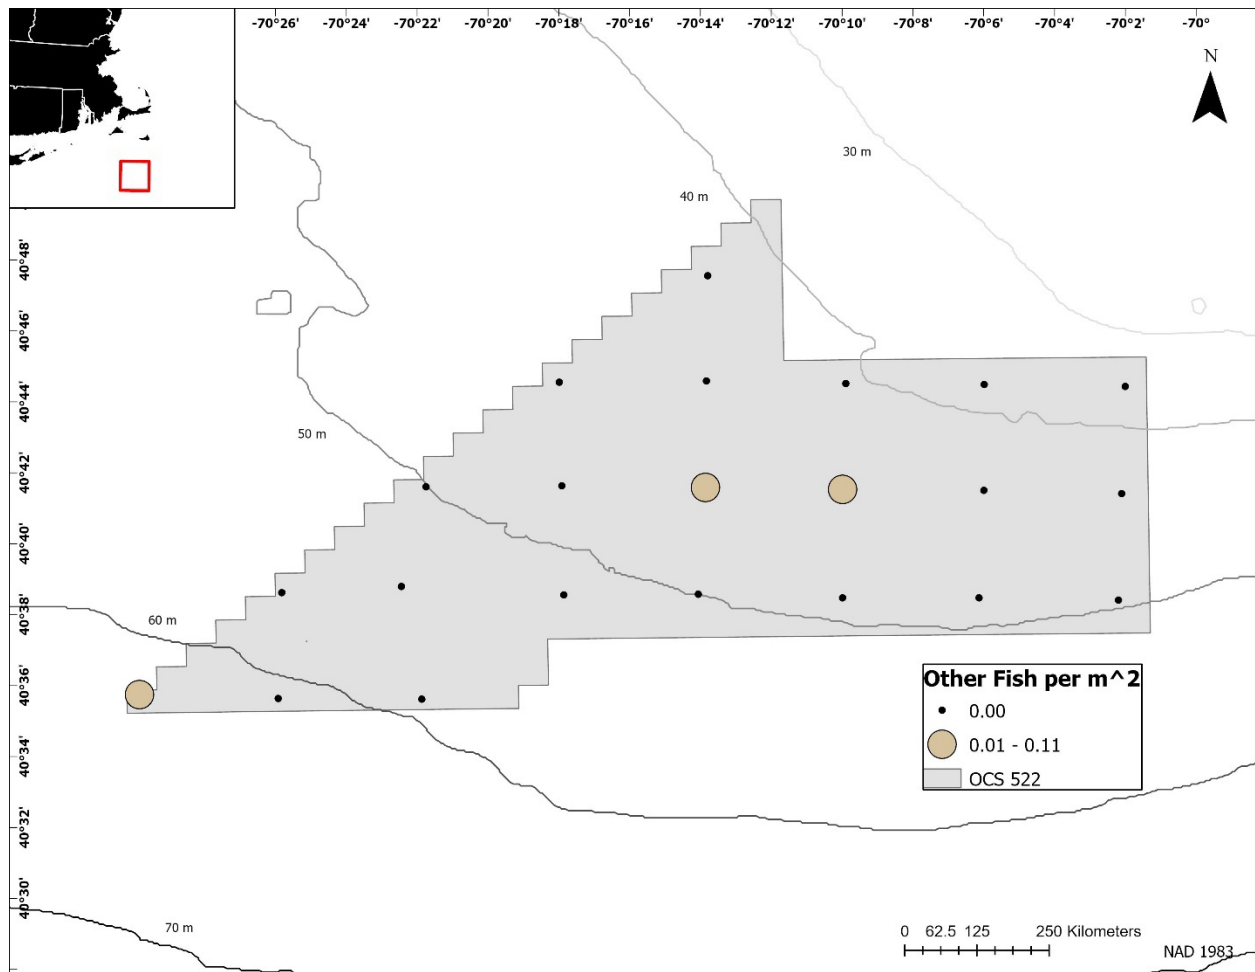 -70°26' -70°24' -70°22' -70°20' -70°18' -70°16' -70°14' -70°12' -70°10' -70°8' -70°6' -70°4' -70°2' -70°
N
30 m
40 m
40°48'
40°46'
40°44'
50 m
40°42'
40°40'
40°38'
60 m
40°36'
Other Fish per m^2
0.00
0.01 - 0.11
OCS 522
40°34'
40°32'
40°30'
70 m
0 62.5 125 250 Kilometers
NAD 1983